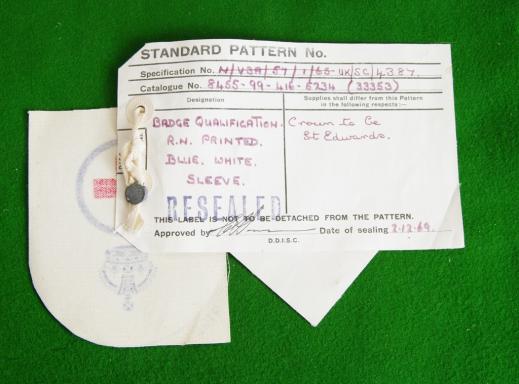 STANDARD PATTERN No.
Specification No. N/VSA/57/1/65-UK/SC/4387.
Catalogue No. 8455-99-416-5234 (33353)
Designation
Supplies shall differ from this Pattern
in the following respects:—
BADGE QUALIFICATION.
Crown to be
R.N. PRINTED.
St Edwards.
BLUE. WHITE.
SLEEVE.
RESEALED
THIS LABEL IS NOT TO BE DETACHED FROM THE PATTERN.
Approved by
Date of sealing 2.12.69.
D.D.I.S.C.